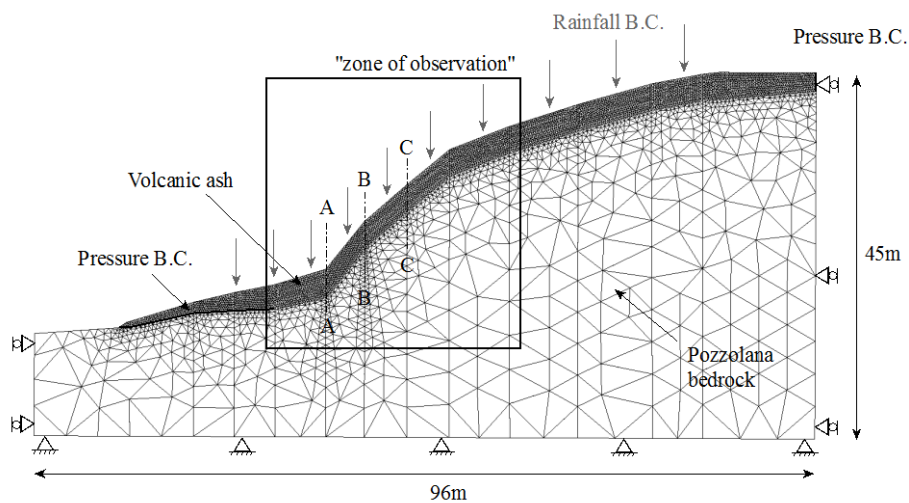 Rainfall B.C.
Pressure B.C.
"zone of observation"
C
Volcanic ash
B
A
Pressure B.C.
C
45m
B
A
Pozzolana
bedrock
96m